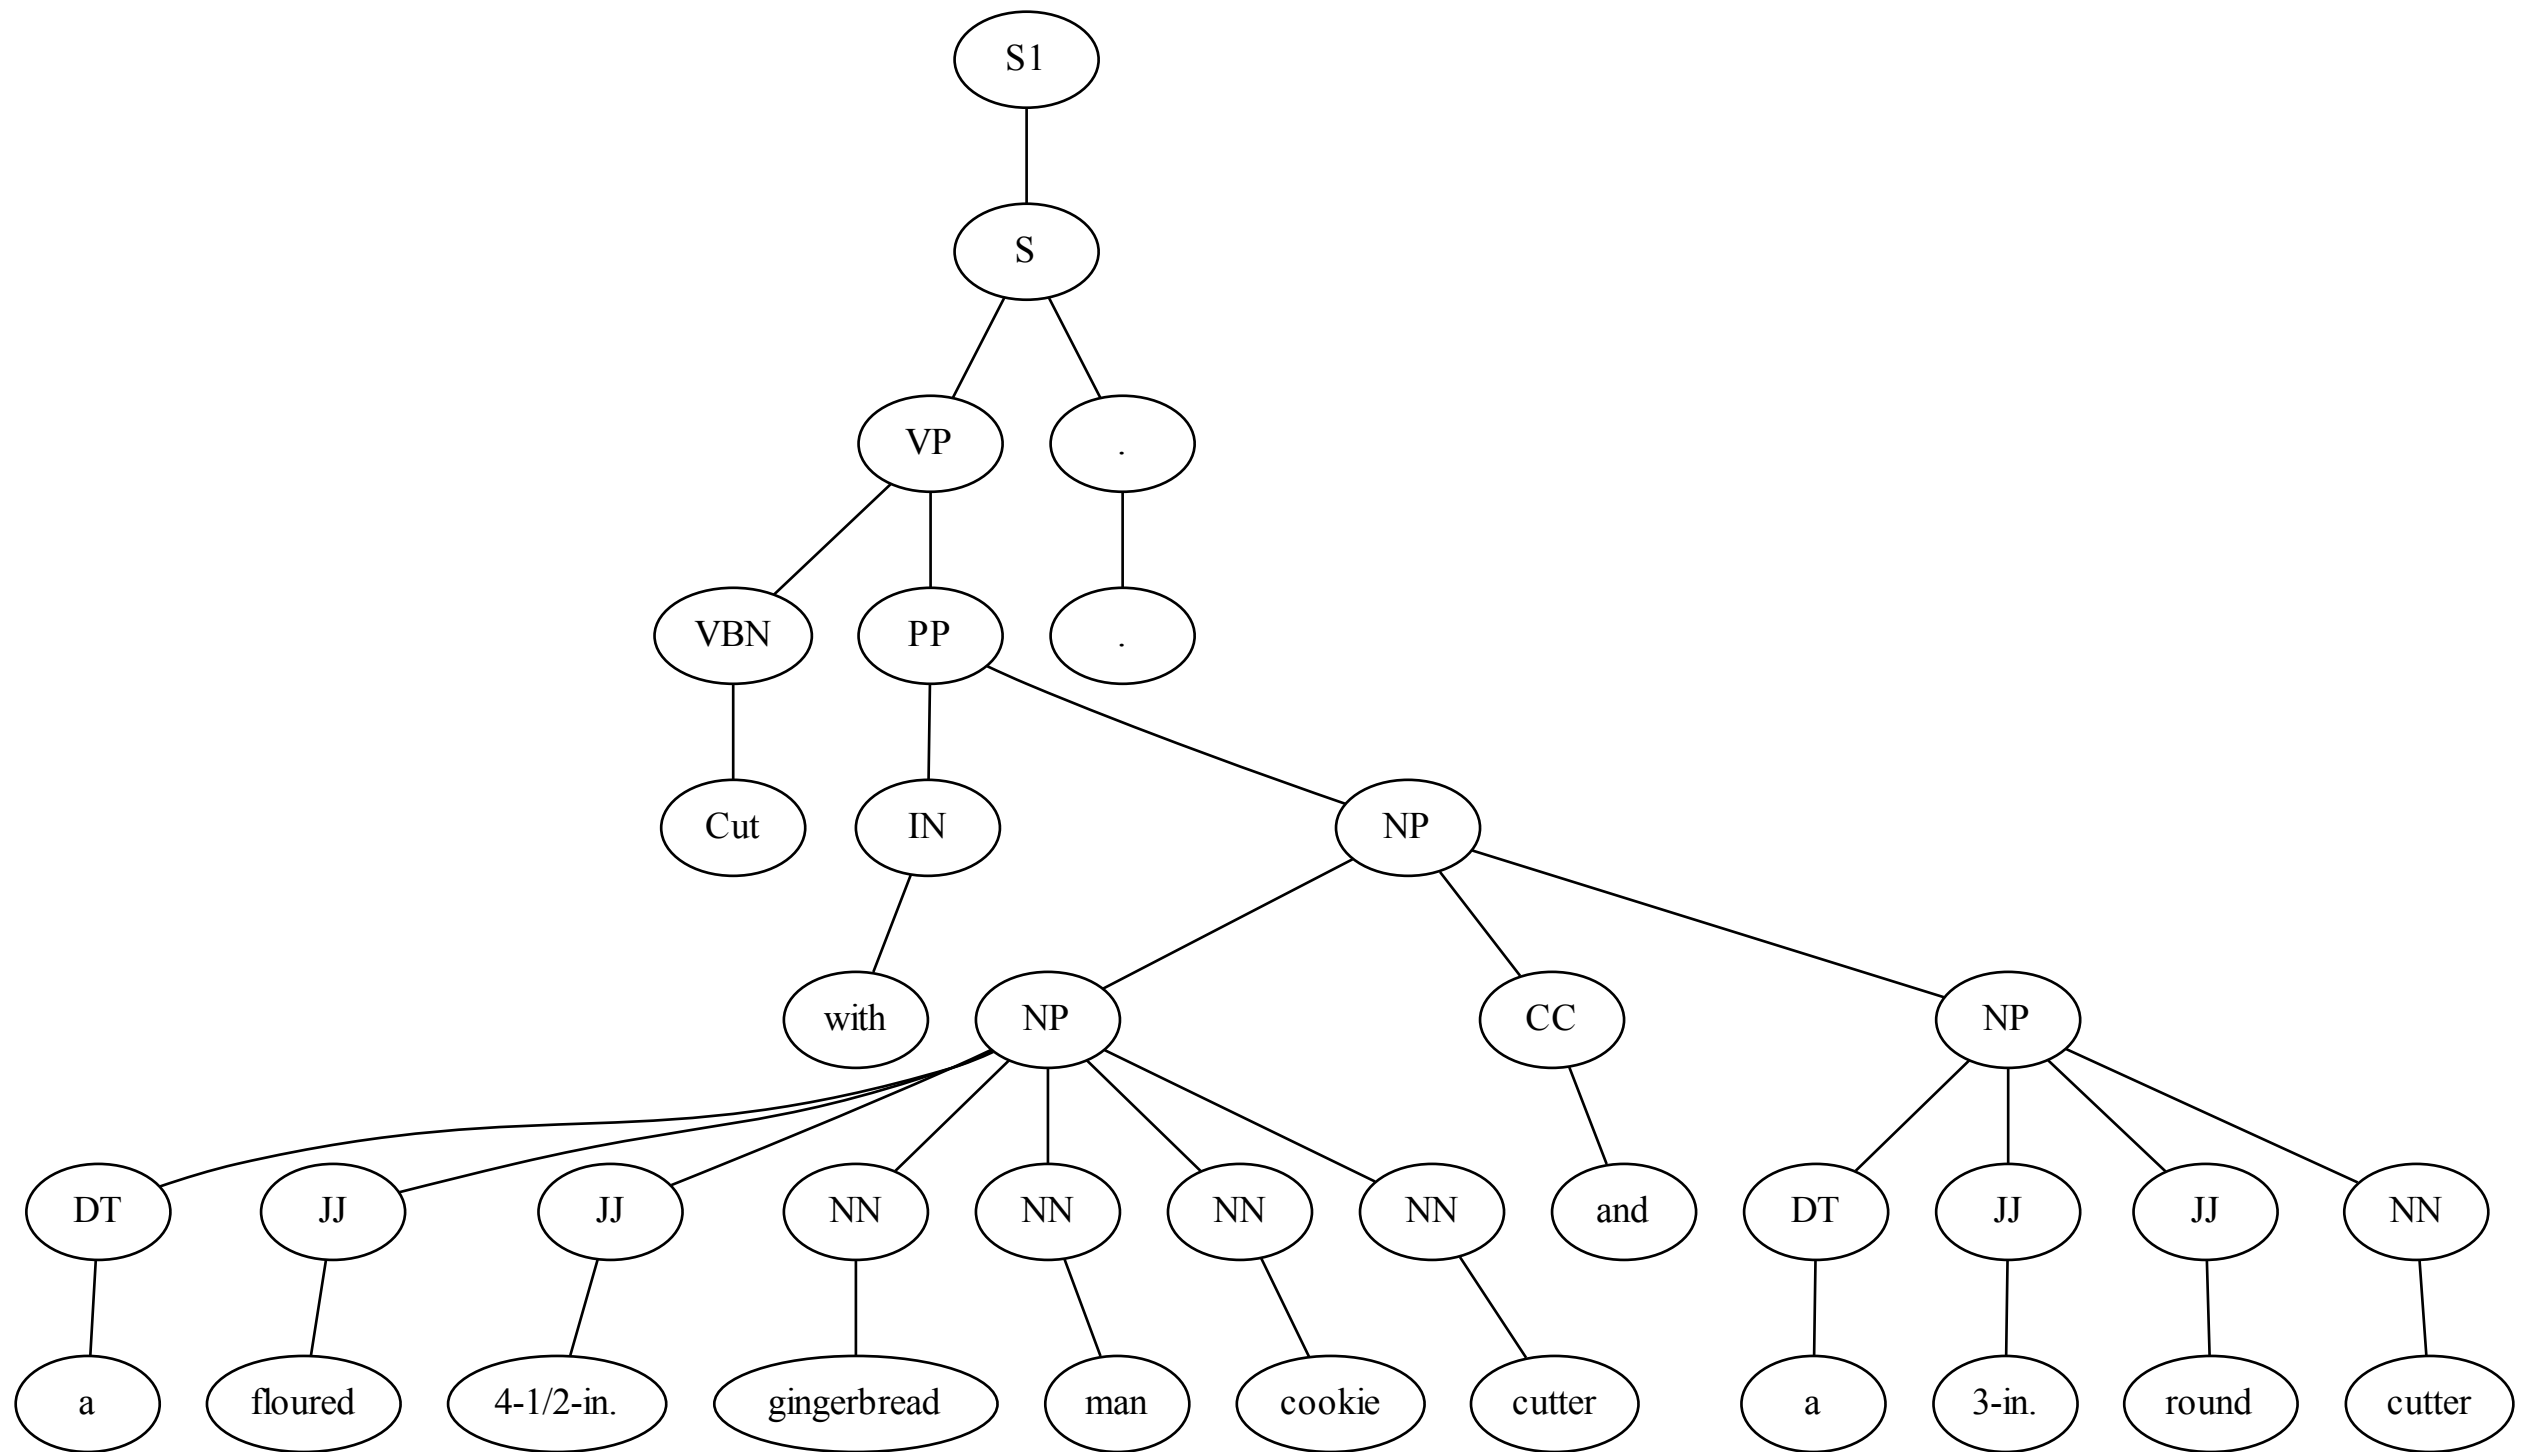 S1
S
VP .
VBN PP .
Cut IN NP
with NP CC NP
DT JJ JJ NN NN NN NN and DT JJ JJ NN
a floured 4-1/2-in. gingerbread man cookie cutter a 3-in. round cutter